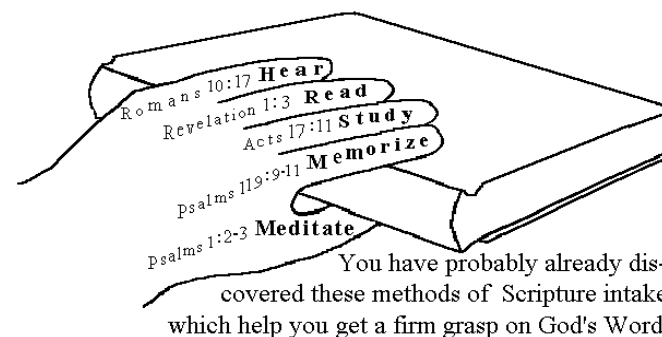 Romans 10:17 Hear
Revelation 1:3 Read
Acts 17:11 Study
Psalms 119:9-11 Memorize
Psalms 1:2-3 Meditate
You have probably already dis-
covered these methods of Scripture intake
which help you get a firm grasp on God's Word